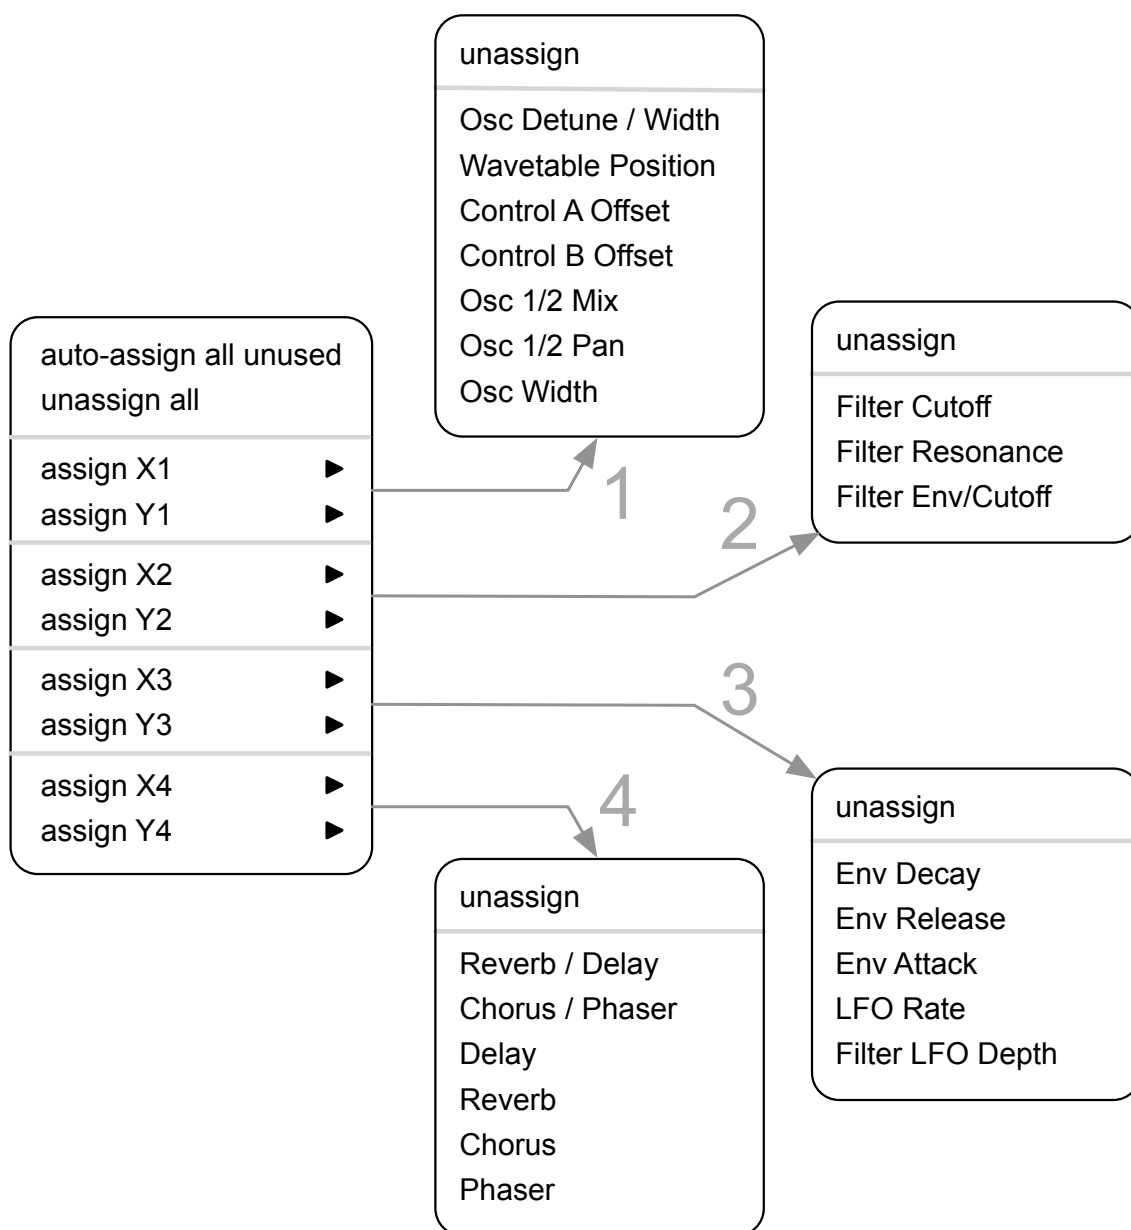 unassign
Osc Detune / Width
Wavetable Position
Control A Offset
Control B Offset
Osc 1/2 Mix
Osc 1/2 Pan
Osc Width
auto-assign all unused
unassign all
assign X1
assign Y1
assign X2
assign Y2
assign X3
assign Y3
assign X4
assign Y4
1
2
3
4
unassign
Filter Cutoff
Filter Resonance
Filter Env/Cutoff
unassign
Env Decay
Env Release
Env Attack
LFO Rate
Filter LFO Depth
unassign
Reverb / Delay
Chorus / Phaser
Delay
Reverb
Chorus
Phaser